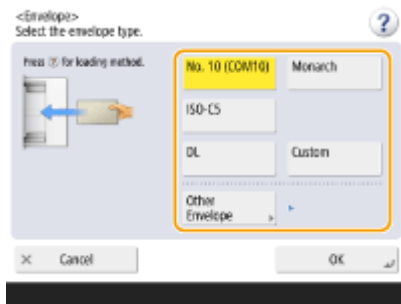 <Envelope>
Select the envelope type.
?
Press ? for loading method.
No. 10 (COM10)
Monarch
ISO-C5
DL
Custom
Other
Envelope
× Cancel
OK